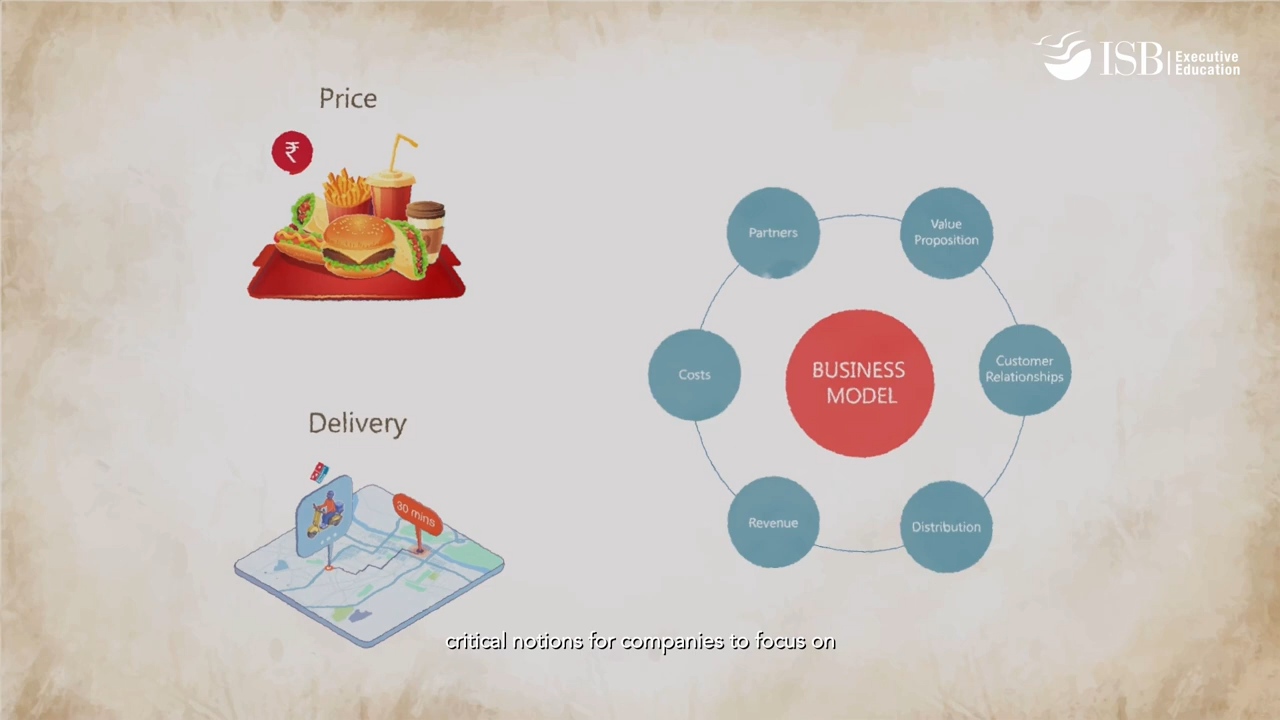 ISB
Executive
Education
Price
₹
Delivery
30 mins
Partners
Value
Proposition
Costs
BUSINESS
MODEL
Customer
Relationships
Revenue
Distribution
critical notions for companies to focus on